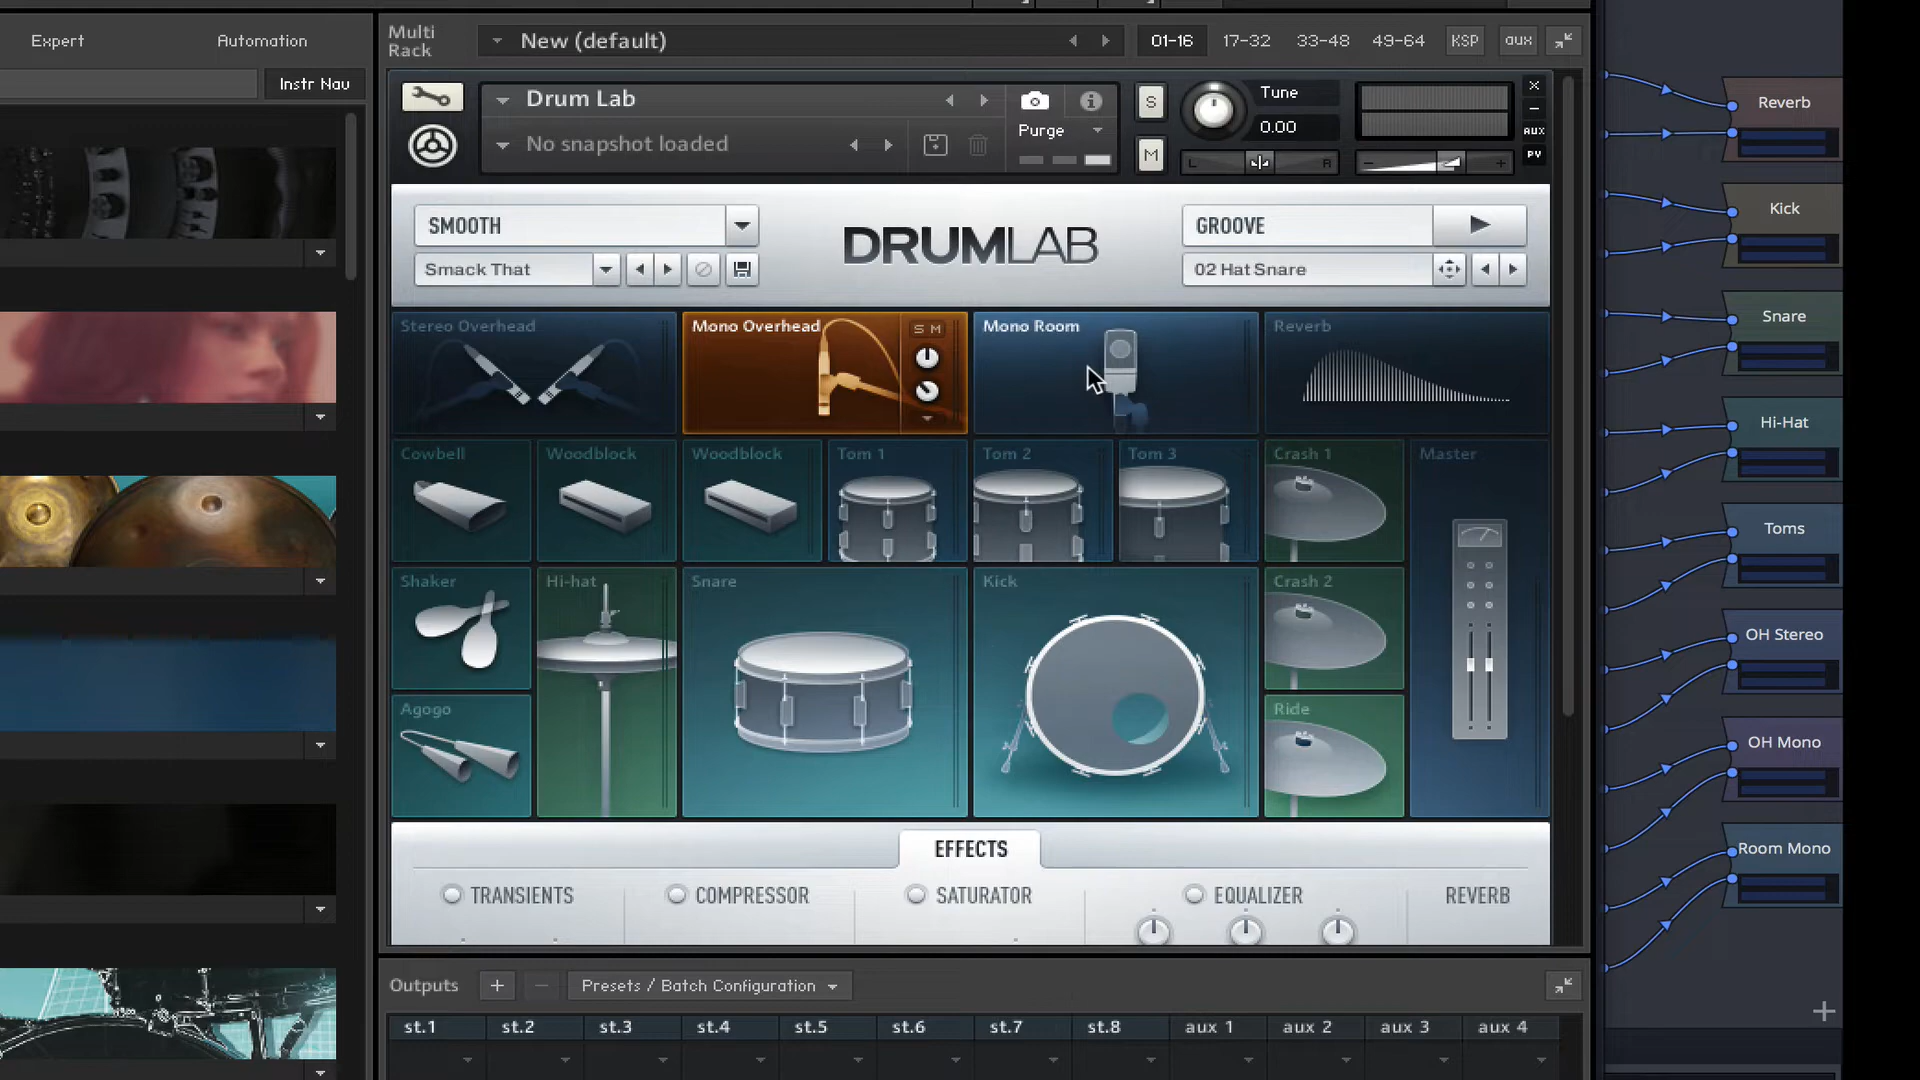 Expert
Automation
Instr Nav
Multi
Rack
New (default)
01-16
17-32
33-48
49-64
KSP
aux
Drum Lab
No snapshot loaded
Purge
S
M
Tune
0.00
L
R
AUX
PV
SMOOTH
Smack That
DRUMLAB
GROOVE
02 Hat Snare
Stereo Overhead
Mono Overhead
S M
Mono Room
Reverb
Cowbell
Woodblock
Woodblock
Tom 1
Tom 2
Tom 3
Crash 1
Master
Shaker
Hi-hat
Snare
Kick
Crash 2
Agogo
Ride
EFFECTS
TRANSIENTS
COMPRESSOR
SATURATOR
EQUALIZER
REVERB
Outputs
Presets / Batch Configuration
st.1
st.2
st.3
st.4
st.5
st.6
st.7
st.8
aux 1
aux 2
aux 3
aux 4
Reverb
Kick
Snare
Hi-Hat
Toms
OH Stereo
OH Mono
Room Mono